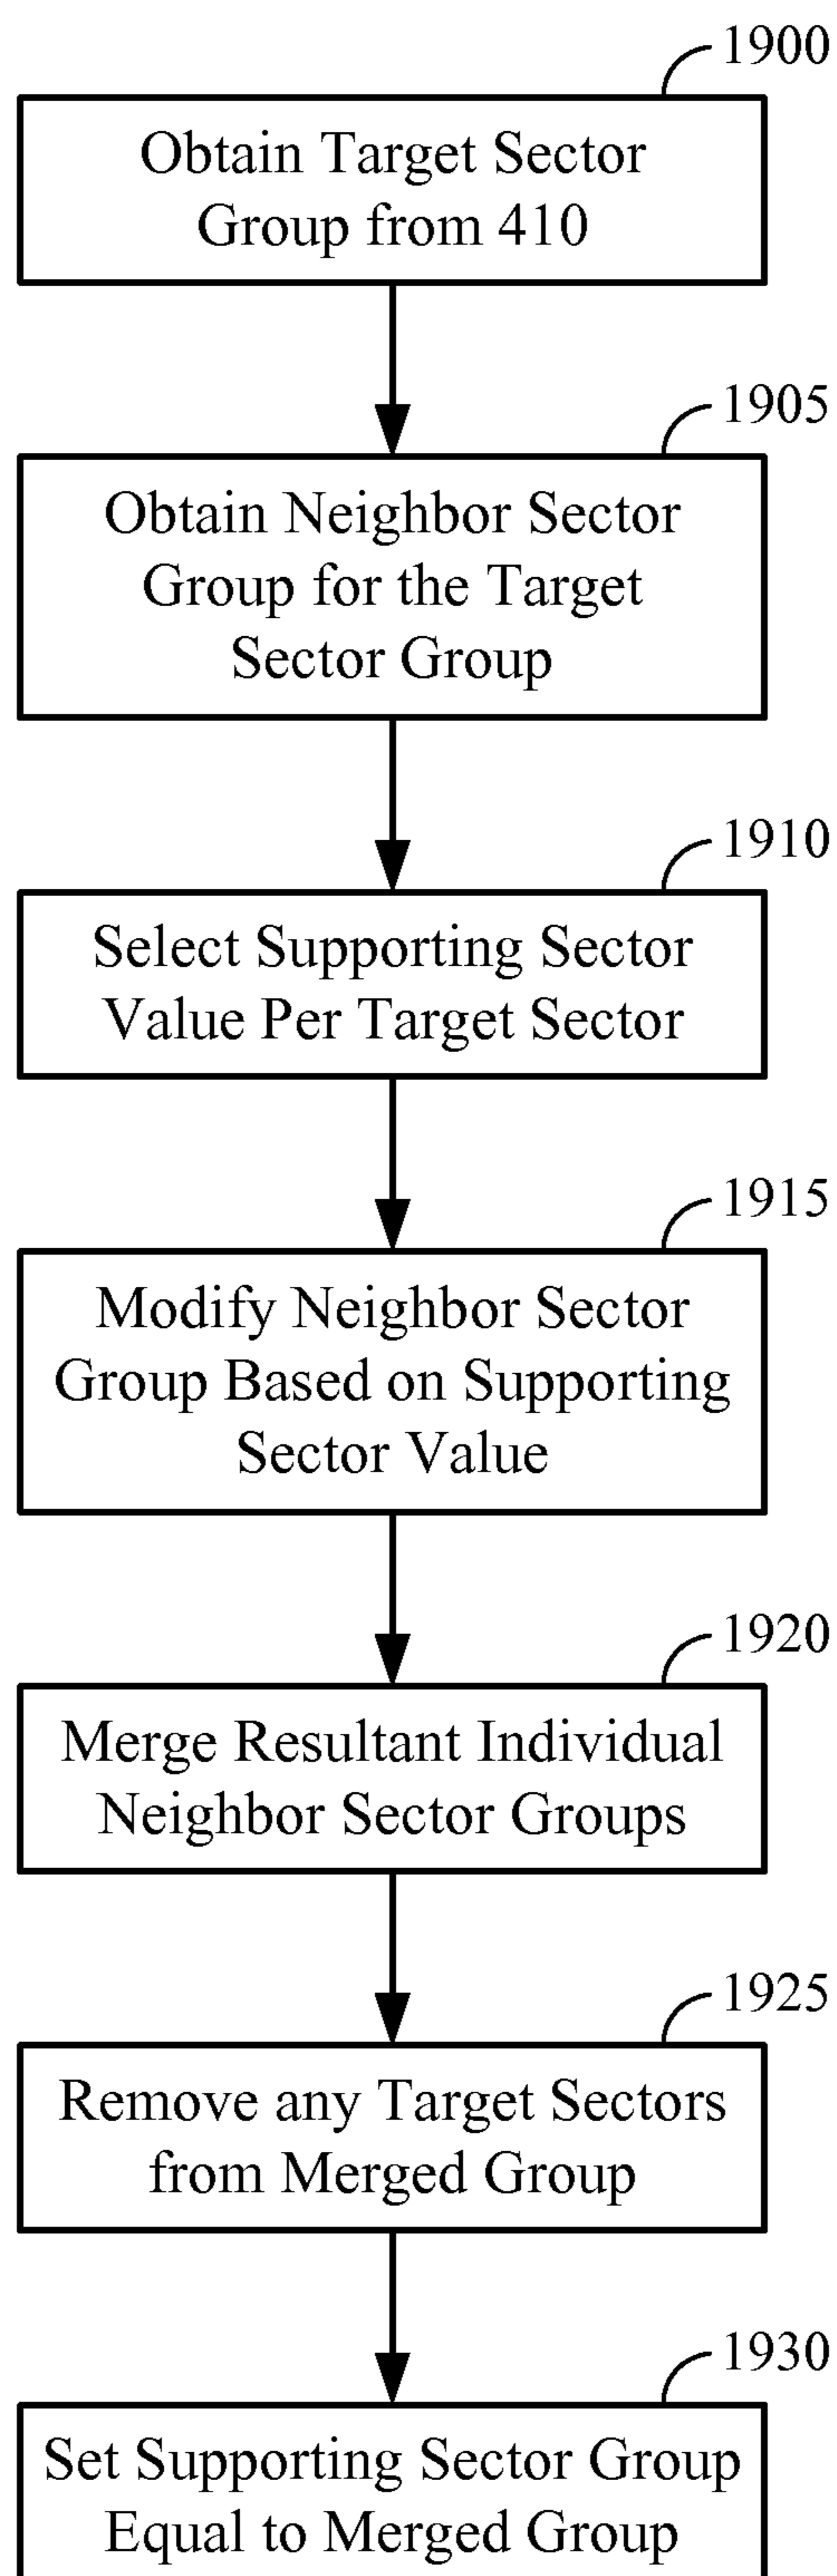 1900
Obtain Target Sector
Group from 410
1905
Obtain Neighbor Sector
Group for the Target
Sector Group
1910
Select Supporting Sector
Value Per Target Sector
1915
Modify Neighbor Sector
Group Based on Supporting
Sector Value
1920
Merge Resultant Individual
Neighbor Sector Groups
1925
Remove any Target Sectors
from Merged Group
1930
Set Supporting Sector Group
Equal to Merged Group